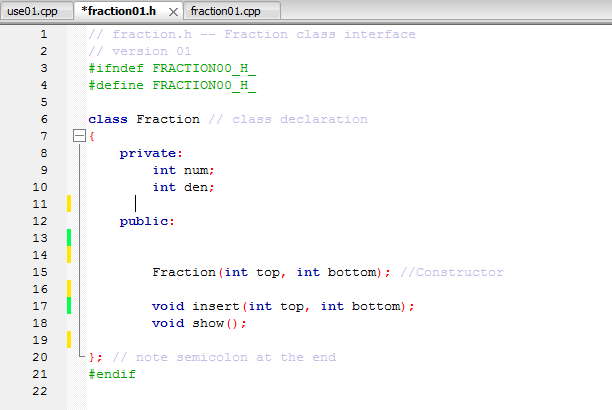 use01.cpp *fraction01.h fraction01.cpp
1 // fraction.h -- Fraction class interface
2 // version 01
3 #ifndef FRACTION00_H_
4 #define FRACTION00_H_
5
6 class Fraction // class declaration
7 {
8 private:
9 int num;
10 int den;
11
12 public:
13
14
15 Fraction(int top, int bottom); //Constructor
16
17 void insert(int top, int bottom);
18 void show();
19
20 }; // note semicolon at the end
21 #endif
22